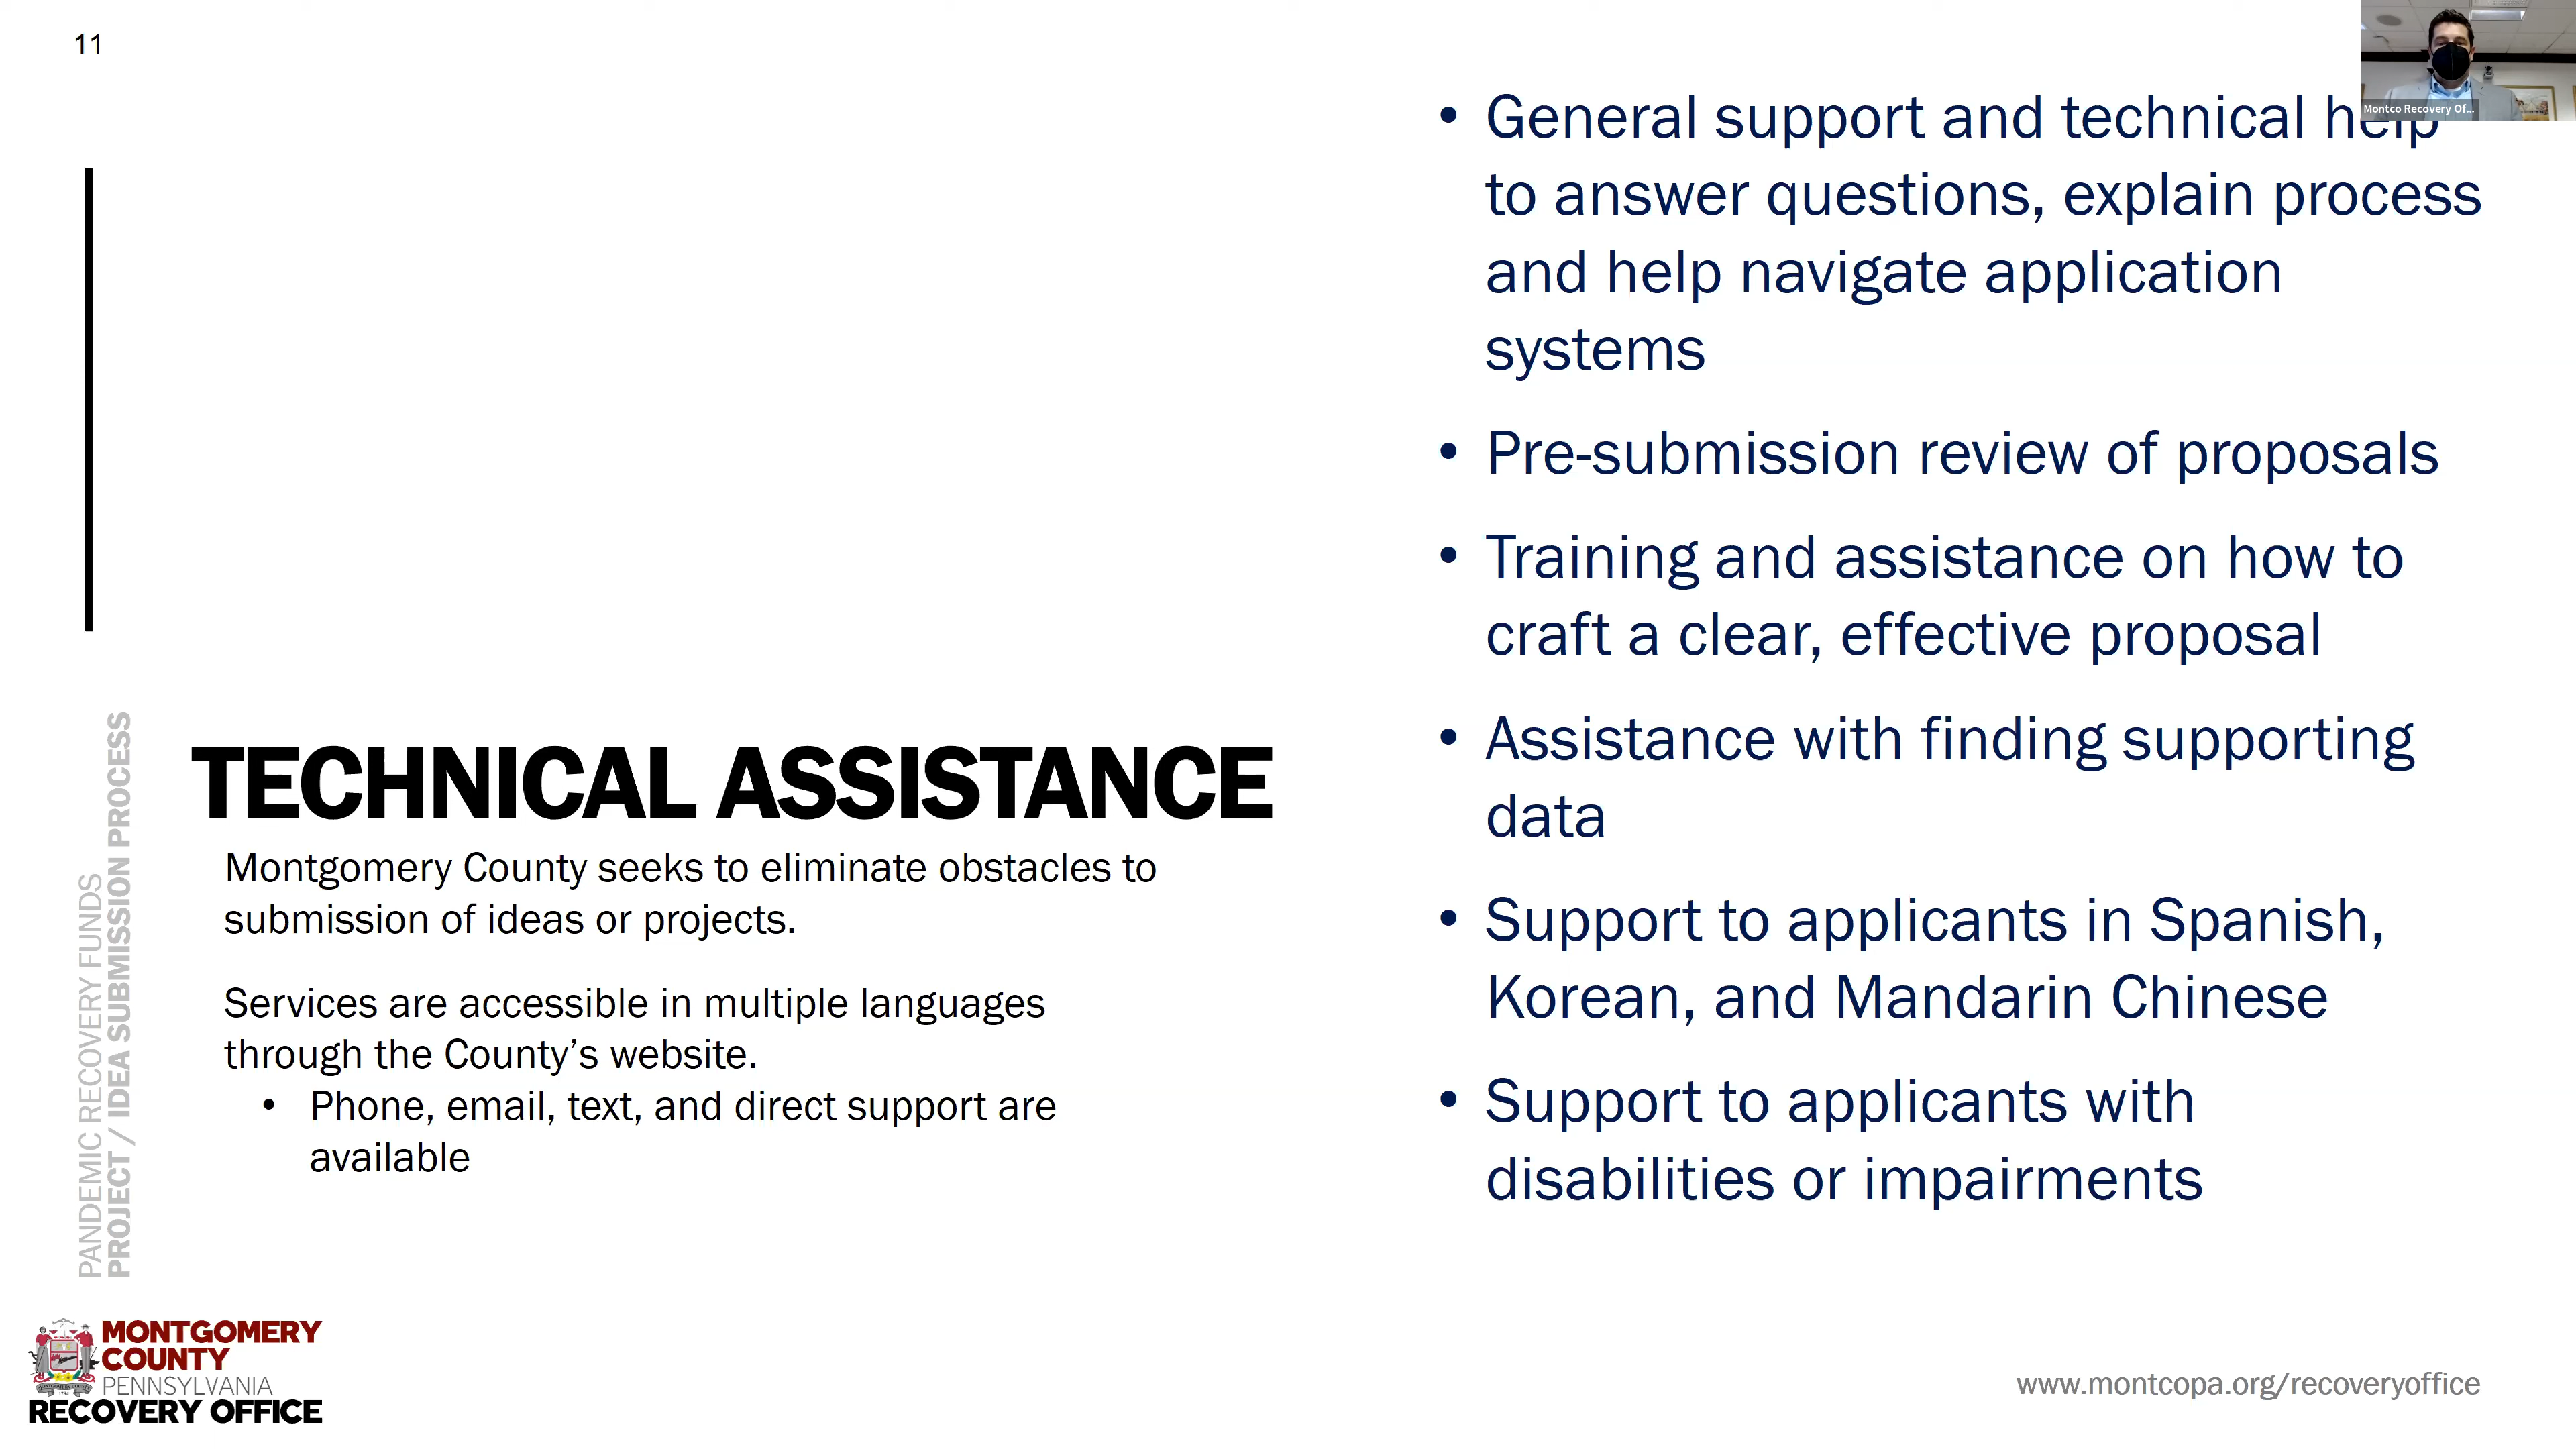 11
TECHNICAL ASSISTANCE
Montgomery County seeks to eliminate obstacles to
submission of ideas or projects.
Services are accessible in multiple languages
through the County’s website.
• Phone, email, text, and direct support are
available
• General support and technical help
to answer questions, explain process
and help navigate application
systems
• Pre-submission review of proposals
• Training and assistance on how to
craft a clear, effective proposal
• Assistance with finding supporting
data
• Support to applicants in Spanish,
Korean, and Mandarin Chinese
• Support to applicants with
disabilities or impairments
Montco Recovery Of...
PANDEMIC RECOVERY FUNDS
PROJECT / IDEA SUBMISSION PROCESS
MONTGOMERY
COUNTY
PENNSYLVANIA
RECOVERY OFFICE
www.montcopa.org/recoveryoffice